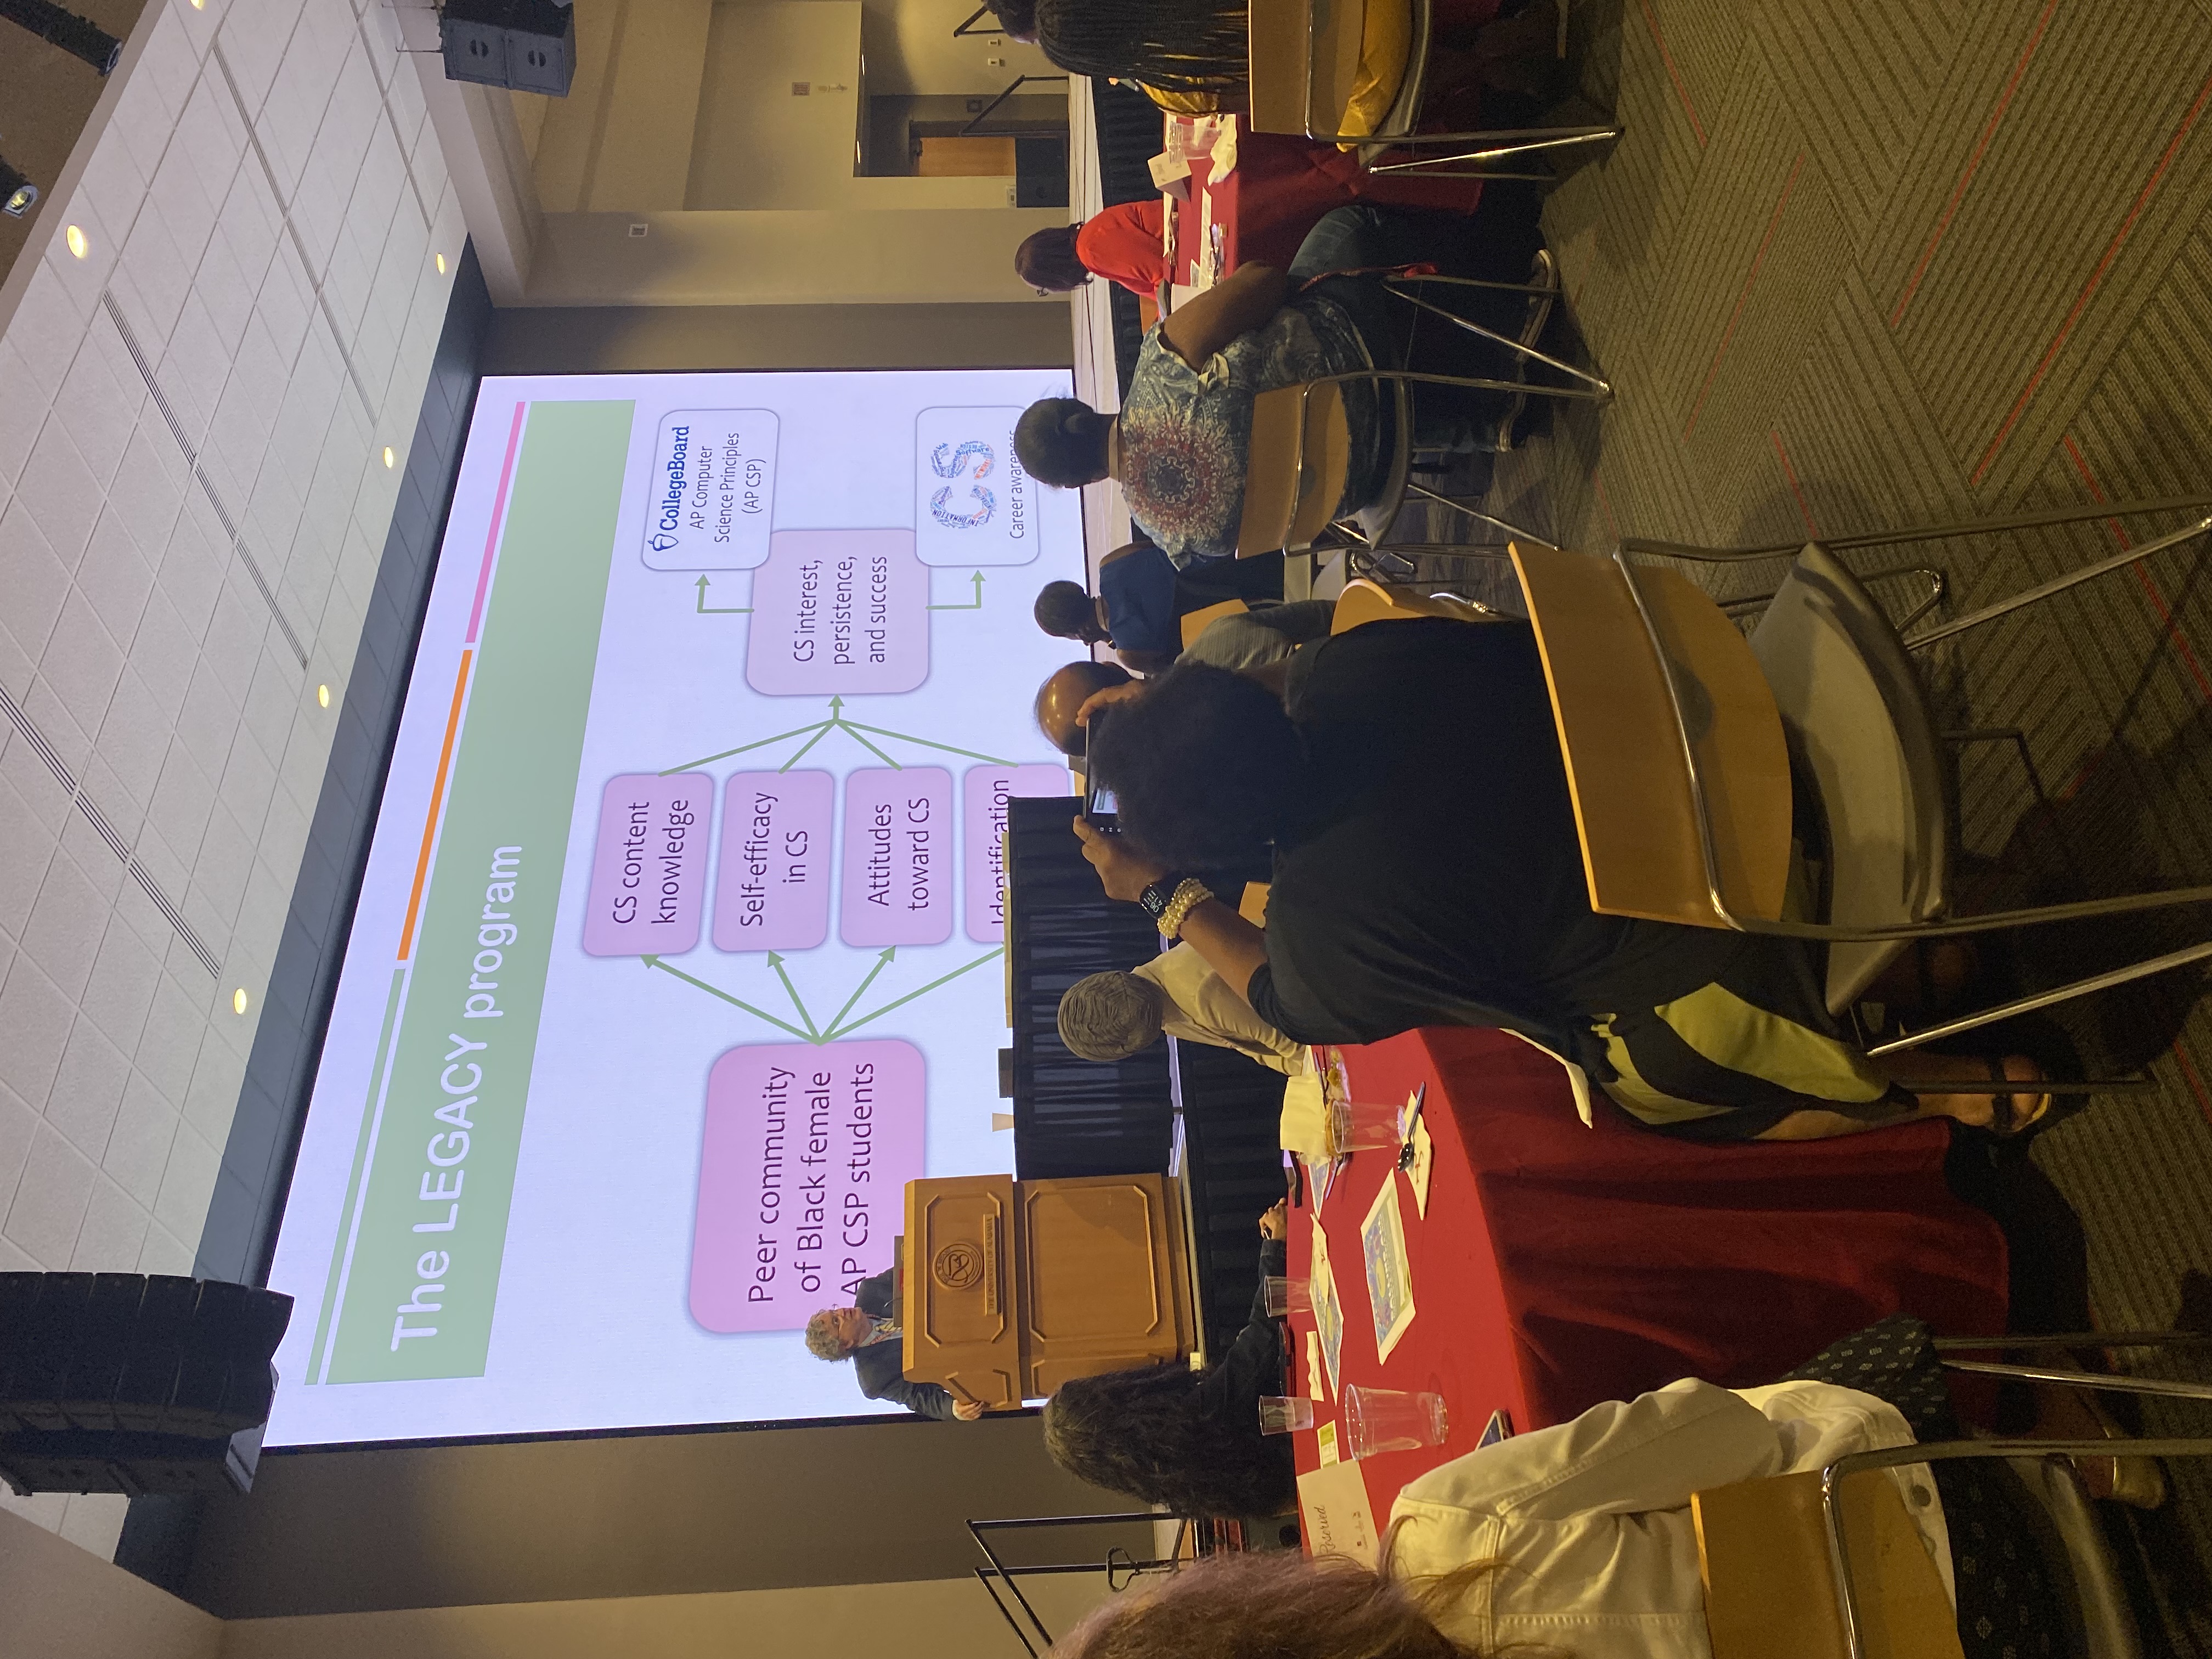 The LEGACY program
Peer community
of Black female
AP CSP students
CS content
knowledge
Self-efficacy
in CS
Attitudes
toward CS
Identification
CS interest,
persistence,
and success
CollegeBoard
AP Computer
Science Principles
(AP CSP)
CS
Career awareness
THE UNIVERSITY OF ALABAMA
Reserved